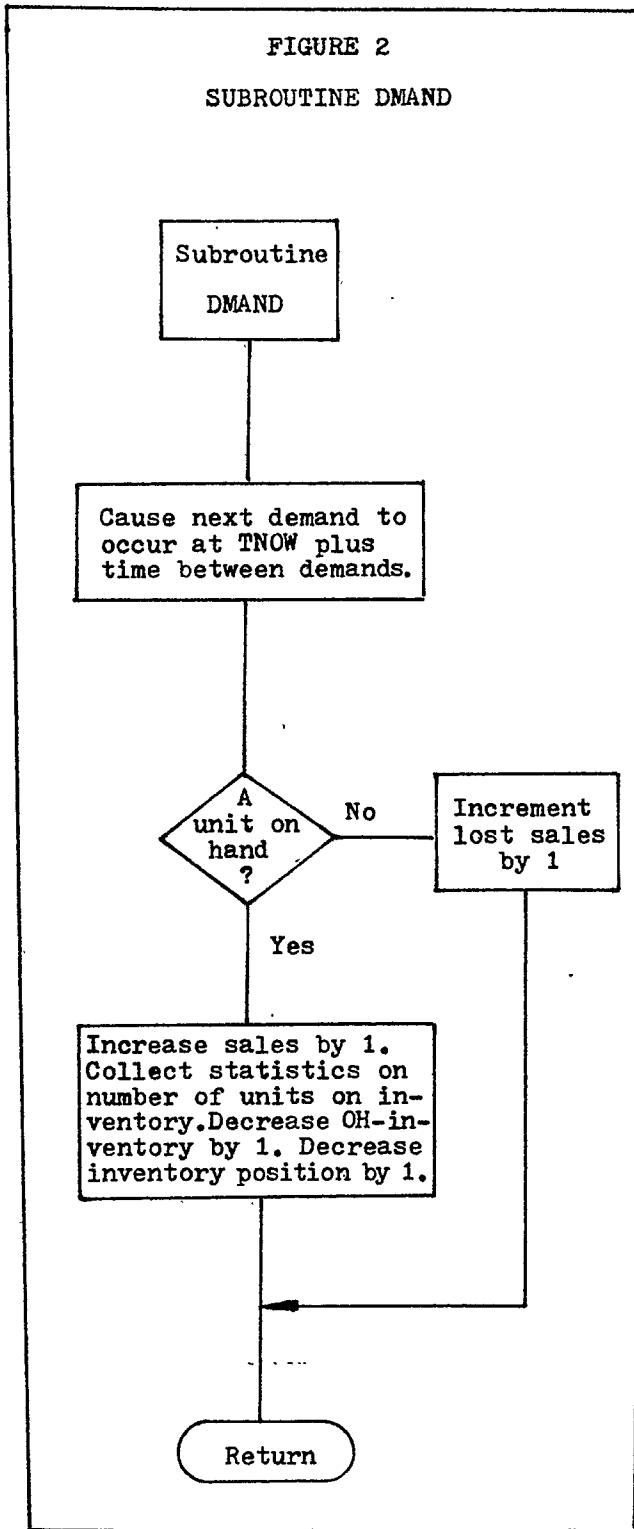 FIGURE 2
SUBROUTINE DMAND
Subroutine
DMAND
Cause next demand to
occur at TNOW plus
time between demands.
A
unit on
hand
?
No
Increment
lost sales
by 1
Yes
Increase sales by 1.
Collect statistics on
number of units on in-
ventory.Decrease OH-in-
ventory by 1. Decrease
inventory position by 1.
Return